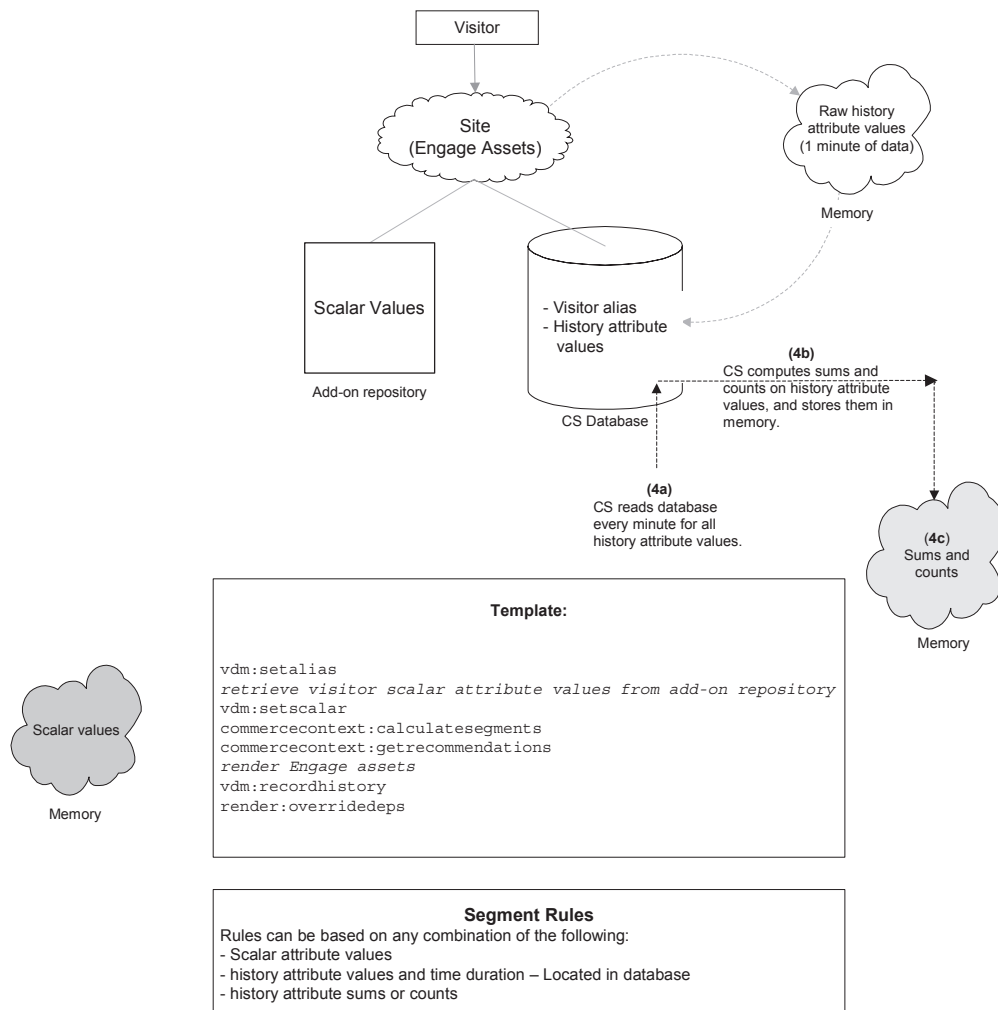 Visitor
Site
(Engage Assets)
Raw history
attribute values
(1 minute of data)
Memory
Scalar Values
Add-on repository
- Visitor alias
- History attribute
values
CS Database
(4b)
CS computes sums and
counts on history attribute
values, and stores them in
memory.
(4a)
CS reads database
every minute for all
history attribute values.
(4c)
Sums and
counts
Memory
Scalar values
Memory
Template:
vdm:setalias
retrieve visitor scalar attribute values from add-on repository
vdm:setscalar
commercecontext:calculatesegments
commercecontext:getrecommendations
render Engage assets
vdm:recordhistory
render:overridedeps
Segment Rules
Rules can be based on any combination of the following:
- Scalar attribute values
- history attribute values and time duration – Located in database
- history attribute sums or counts